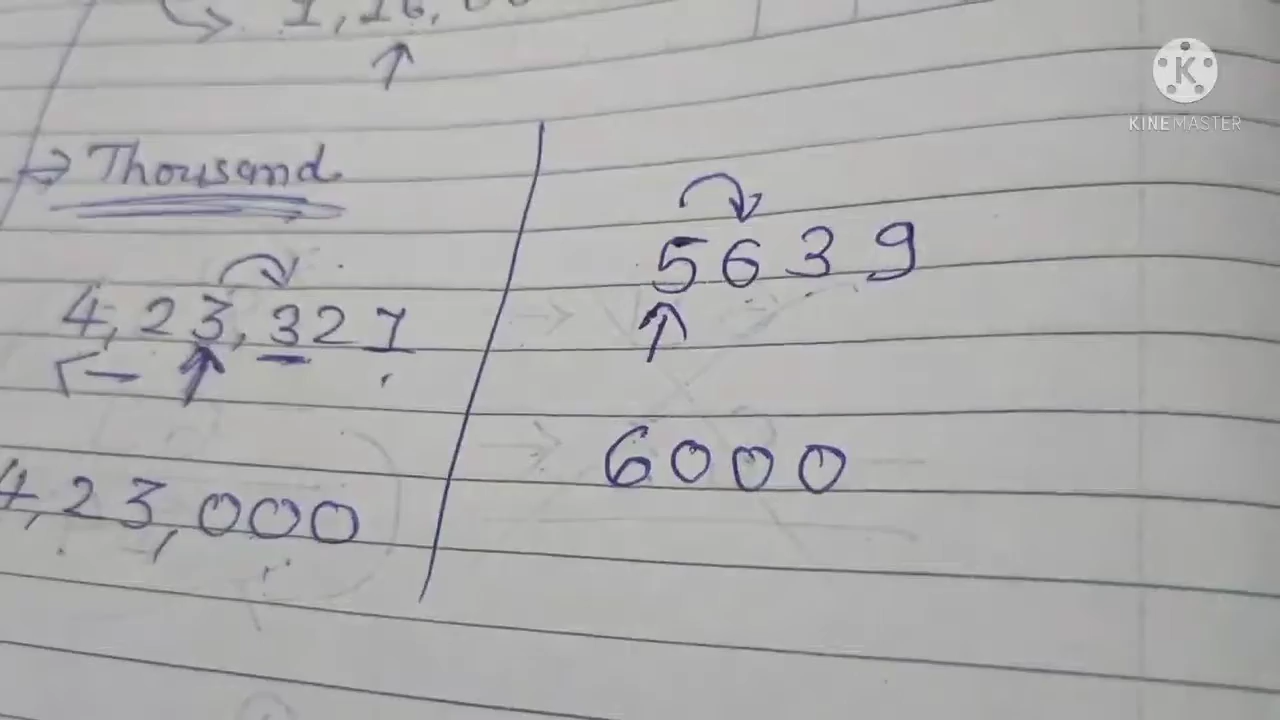 → Thousand
4,23,327
4,23,000
5639
6000
KINEMASTER